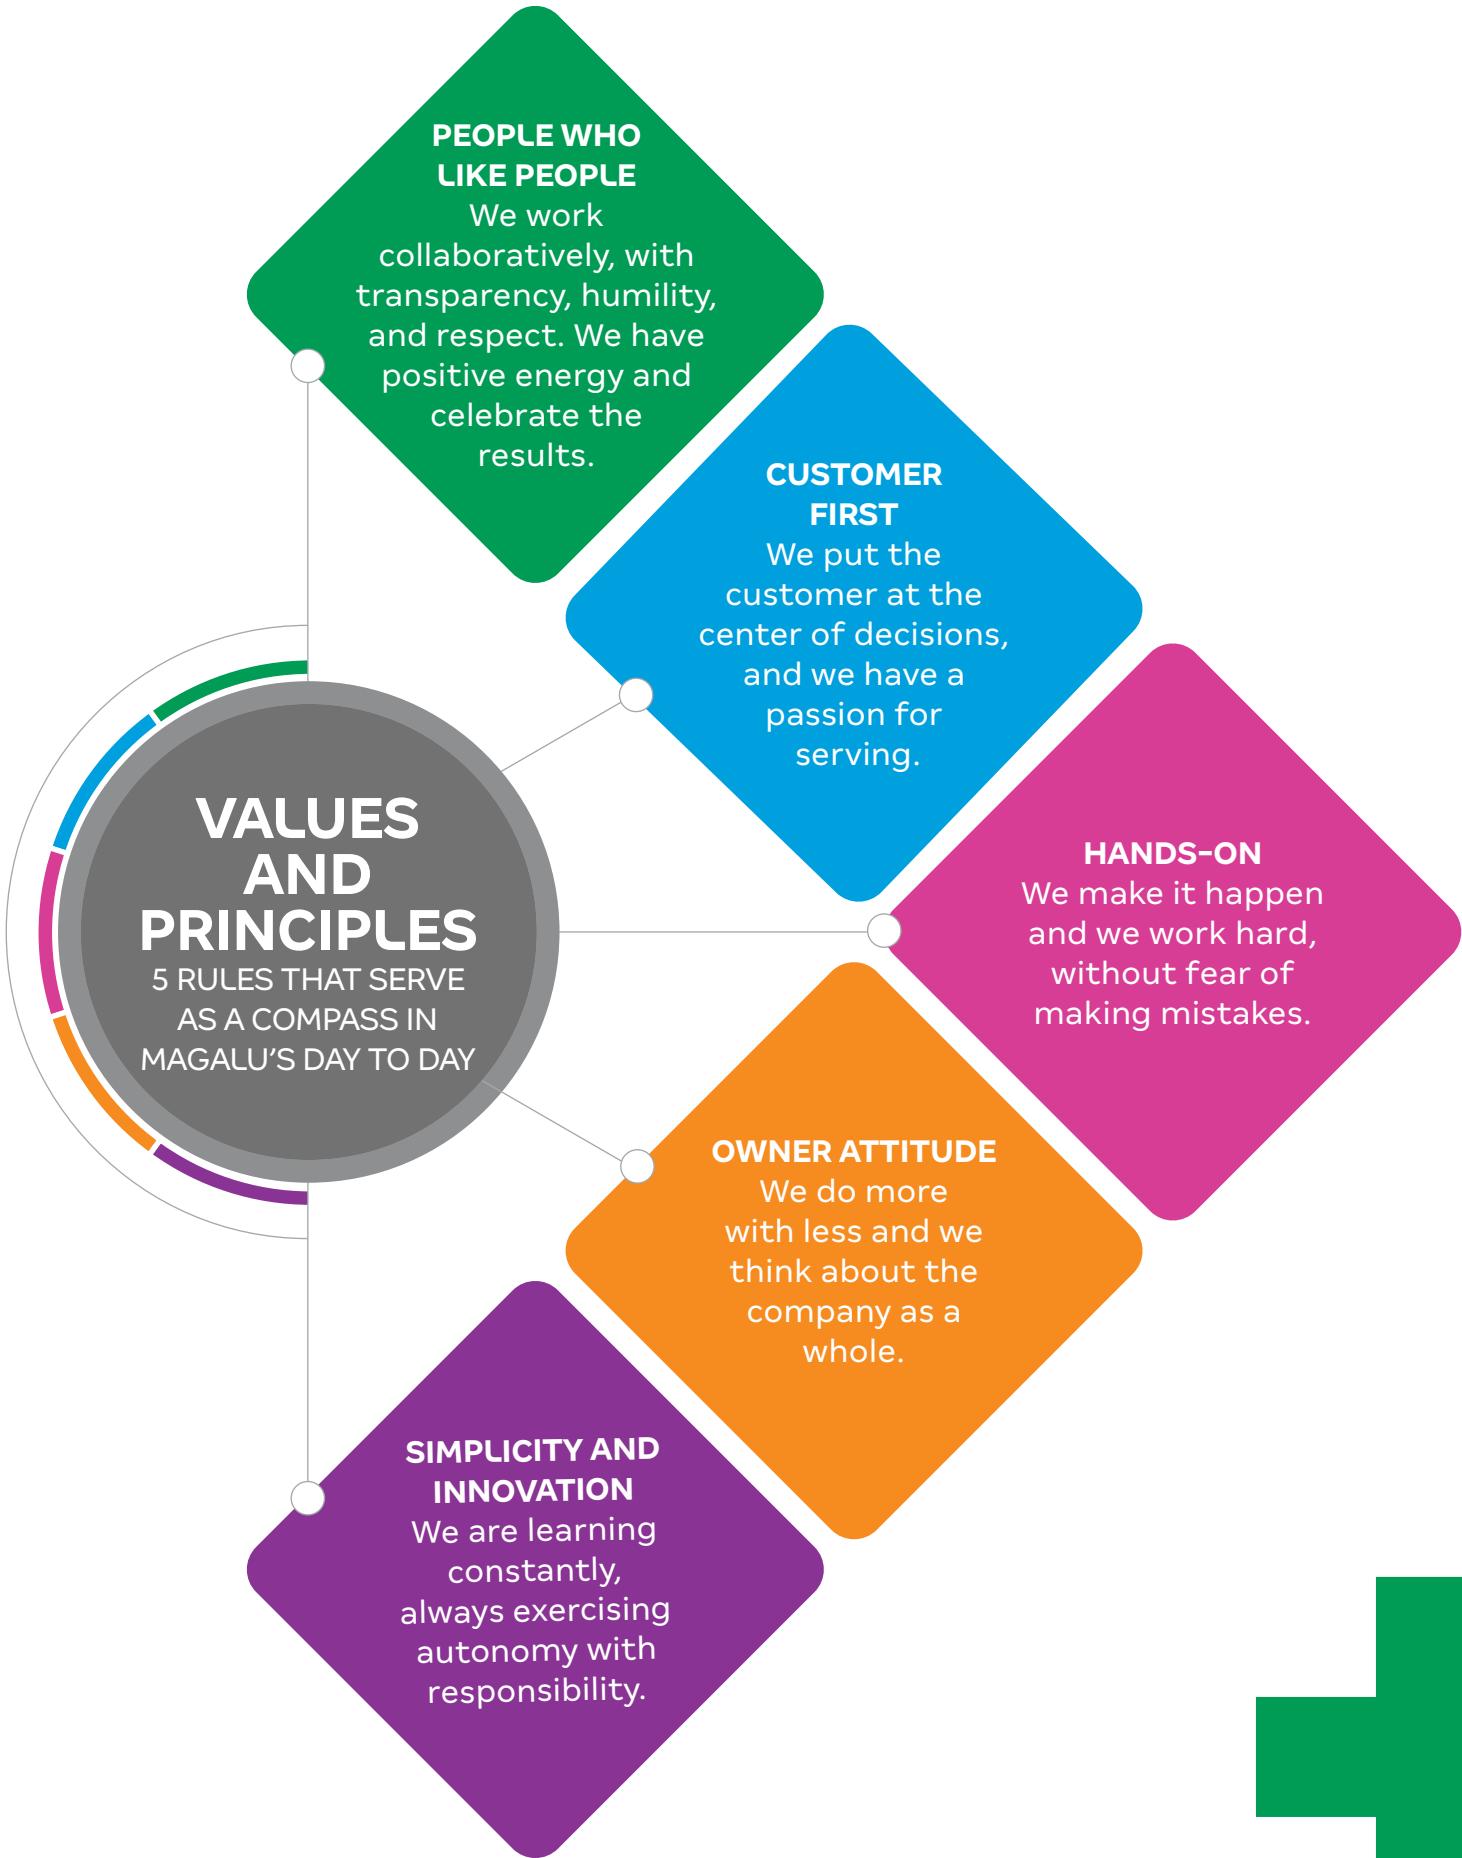 PEOPLE WHO
LIKE PEOPLE
We work
collaboratively, with
transparency, humility,
and respect. We have
positive energy and
celebrate the
results.
CUSTOMER
FIRST
We put the
customer at the
center of decisions,
and we have a
passion for
serving.
VALUES
AND
PRINCIPLES
5 RULES THAT SERVE
AS A COMPASS IN
MAGALU’S DAY TO DAY
HANDS-ON
We make it happen
and we work hard,
without fear of
making mistakes.
OWNER ATTITUDE
We do more
with less and we
think about the
company as a
whole.
SIMPLICITY AND
INNOVATION
We are learning
constantly,
always exercising
autonomy with
responsibility.